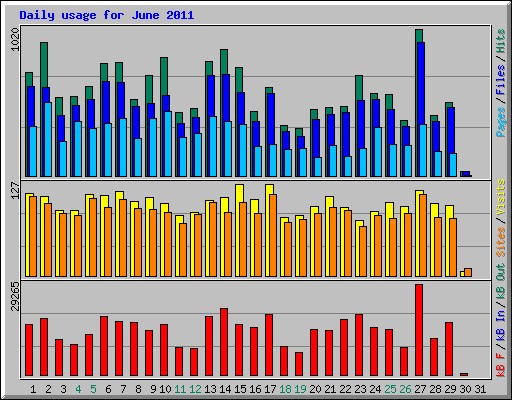 Daily usage for June 2011
1020
Pages / Files / Hits
127
Sites / Visits
29265
kB F / kB In / kB Out
1 2 3 4 5 6 7 8 9 10 11 12 13 14 15 16 17 18 19 20 21 22 23 24 25 26 27 28 29 30 31